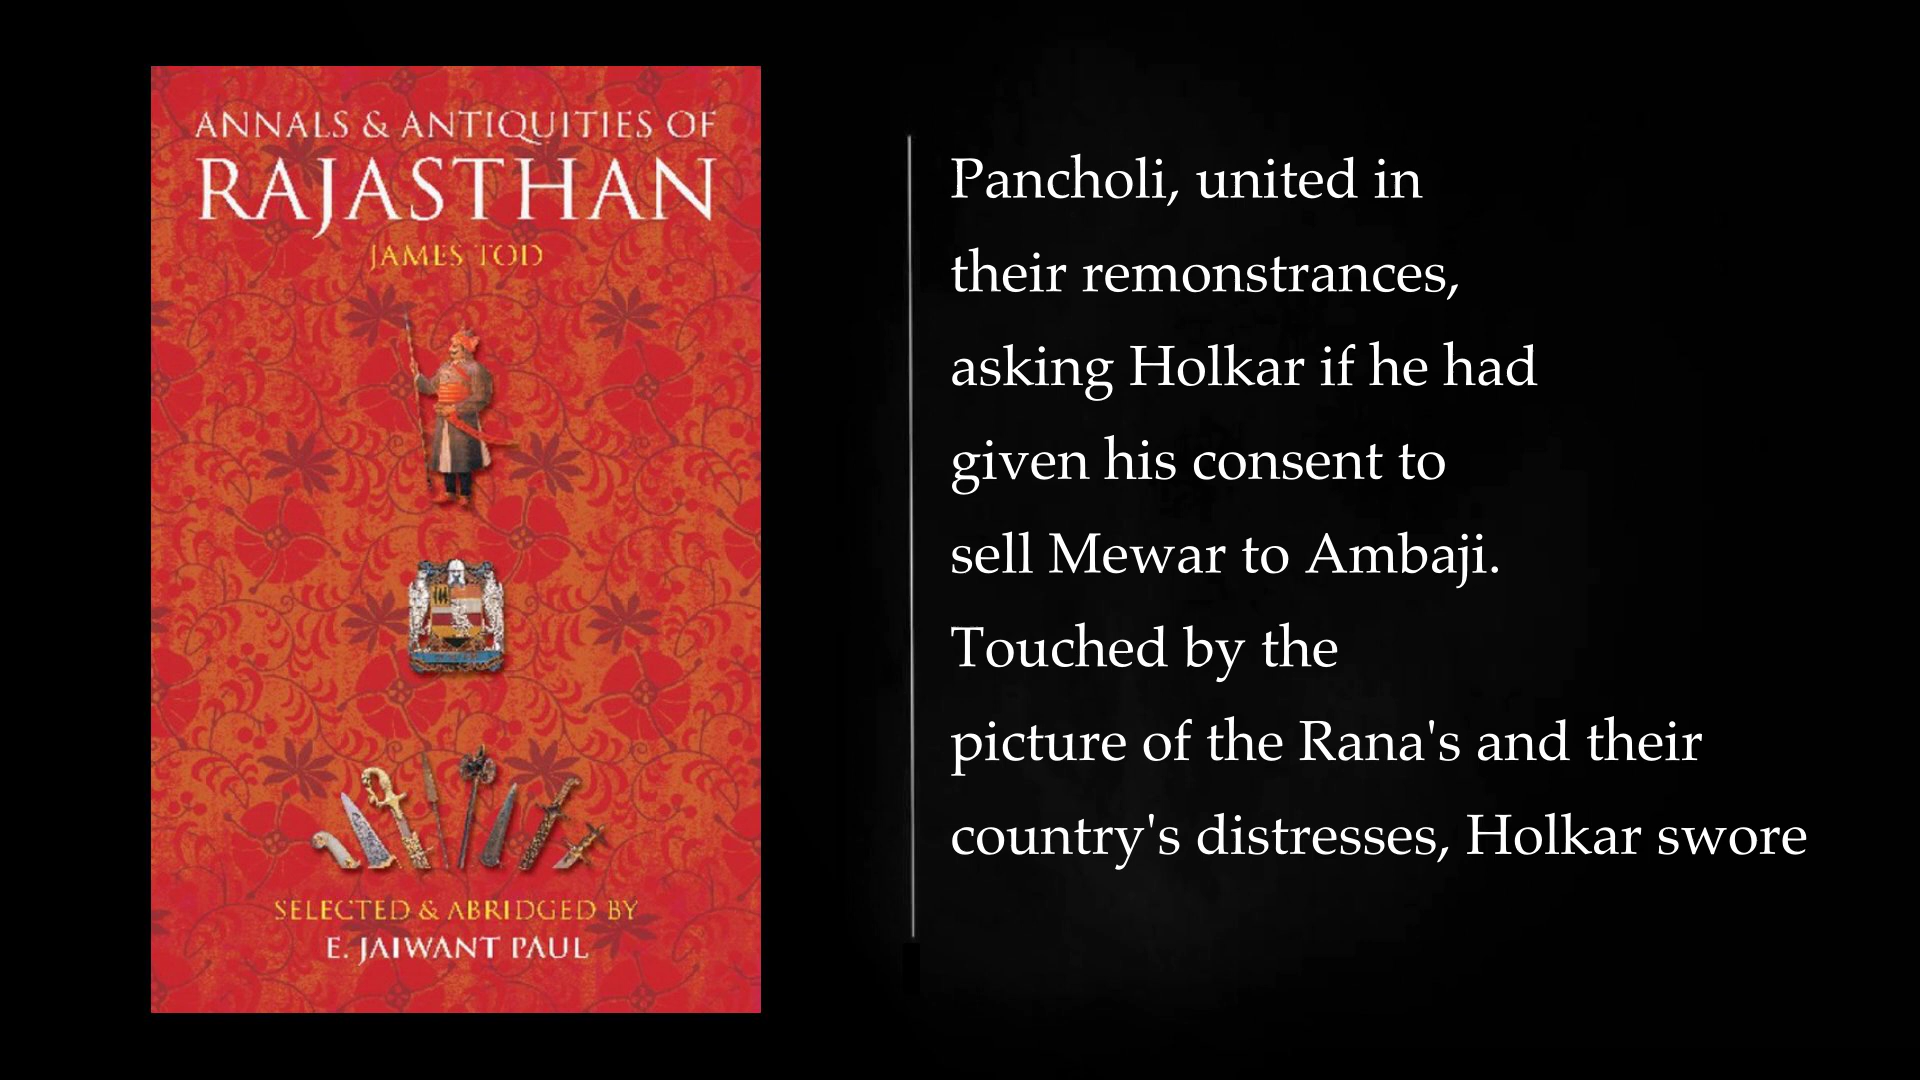 ANNALS & ANTIQUITIES OF
RAJASTHAN
JAMES TOD
SELECTED & ABRIDGED BY
E. JAIWANT PAUL
Pancholi, united in
their remonstrances,
asking Holkar if he had
given his consent to
sell Mewar to Ambaji.
Touched by the
picture of the Rana's and their
country's distresses, Holkar swore